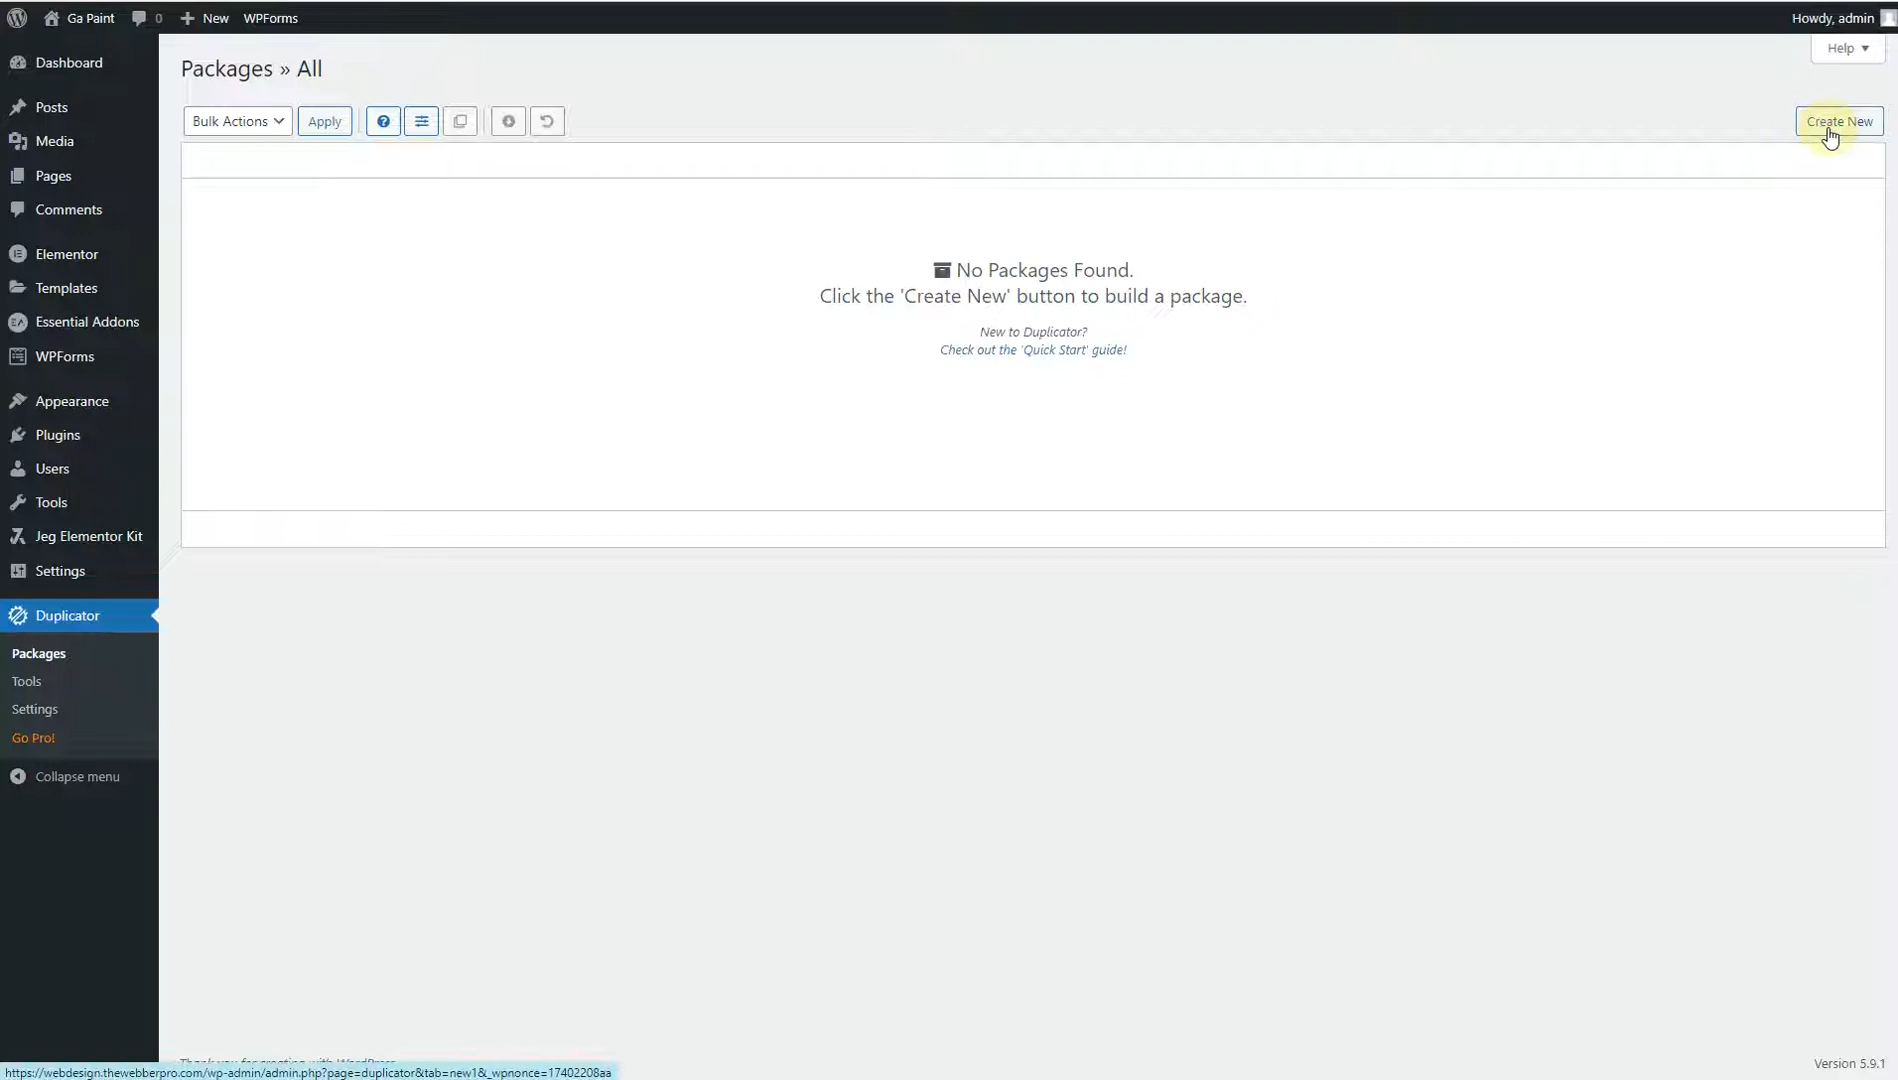 Ga Paint 0 New WPForms Howdy, admin
Help
Dashboard
Posts
Media
Pages
Comments
Elementor
Templates
Essential Addons
WPForms
Appearance
Plugins
Users
Tools
Jeg Elementor Kit
Settings
Duplicator
Packages
Tools
Settings
Go Pro!
Collapse menu
Packages » All
Bulk Actions Apply Create New
No Packages Found.
Click the 'Create New' button to build a package.
New to Duplicator?
Check out the 'Quick Start' guide!
Version 5.9.1
https://webdesign.thewebberpro.com/wp-admin/admin.php?page=duplicator&tab=new1&_wpnonce=17402208aa